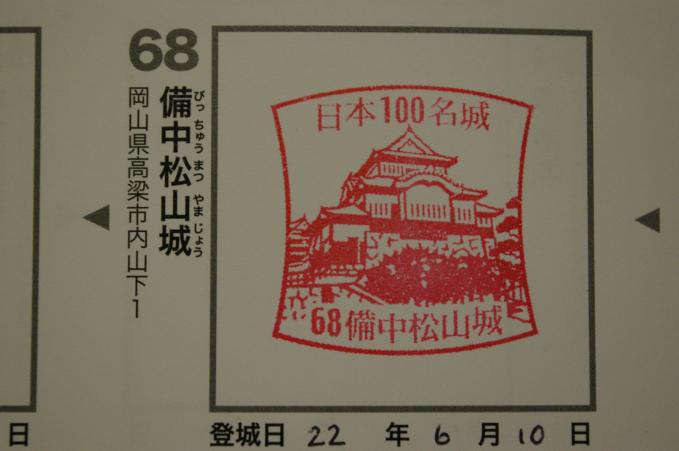 68
備中松山城
びっちゅうまつやまじょう
岡山県高梁市内山下1
日本100名城
68備中松山城
日
登城日 22 年 6 月 10 日